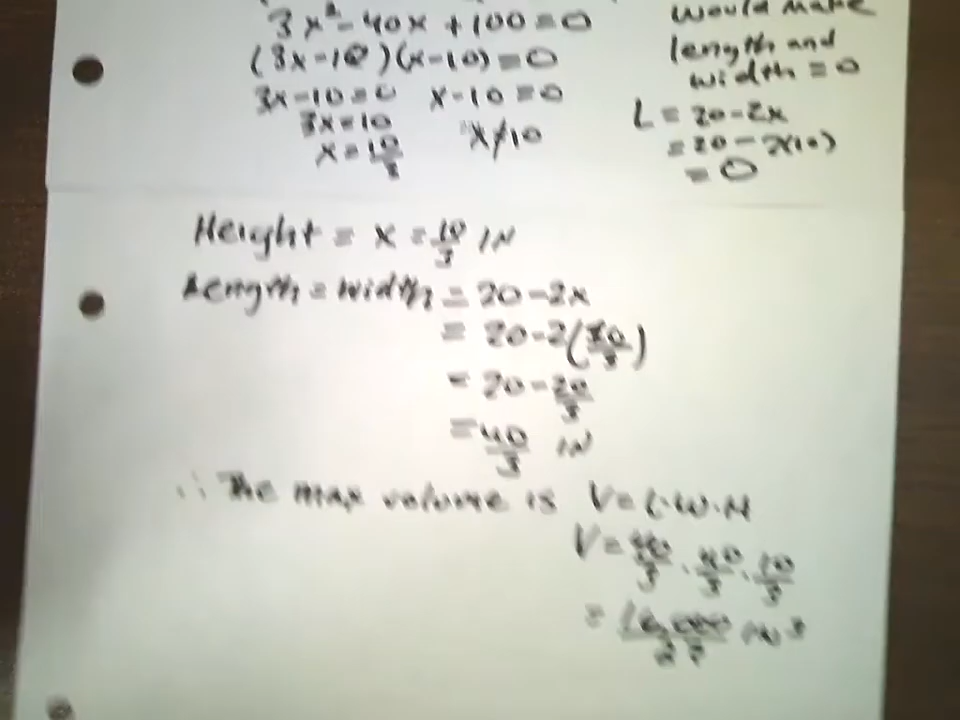 3x² - 40x + 100 = 0
(3x - 10)(x - 10) = 0
3x - 10 = 0 x - 10 = 0
3x = 10 x ≠ 10
x = 10/3
would make
length and
width = 0
L = 20 - 2x
= 20 - 2(10)
= 0
Height = x = 10/3 IN
Length = width = 20 - 2x
= 20 - 2(10/3)
= 20 - 20/3
= 40/3 IN
∴ The max volume is V = L·W·H
V = 40/3 · 40/3 · 10/3
= 16,000/27 IN³